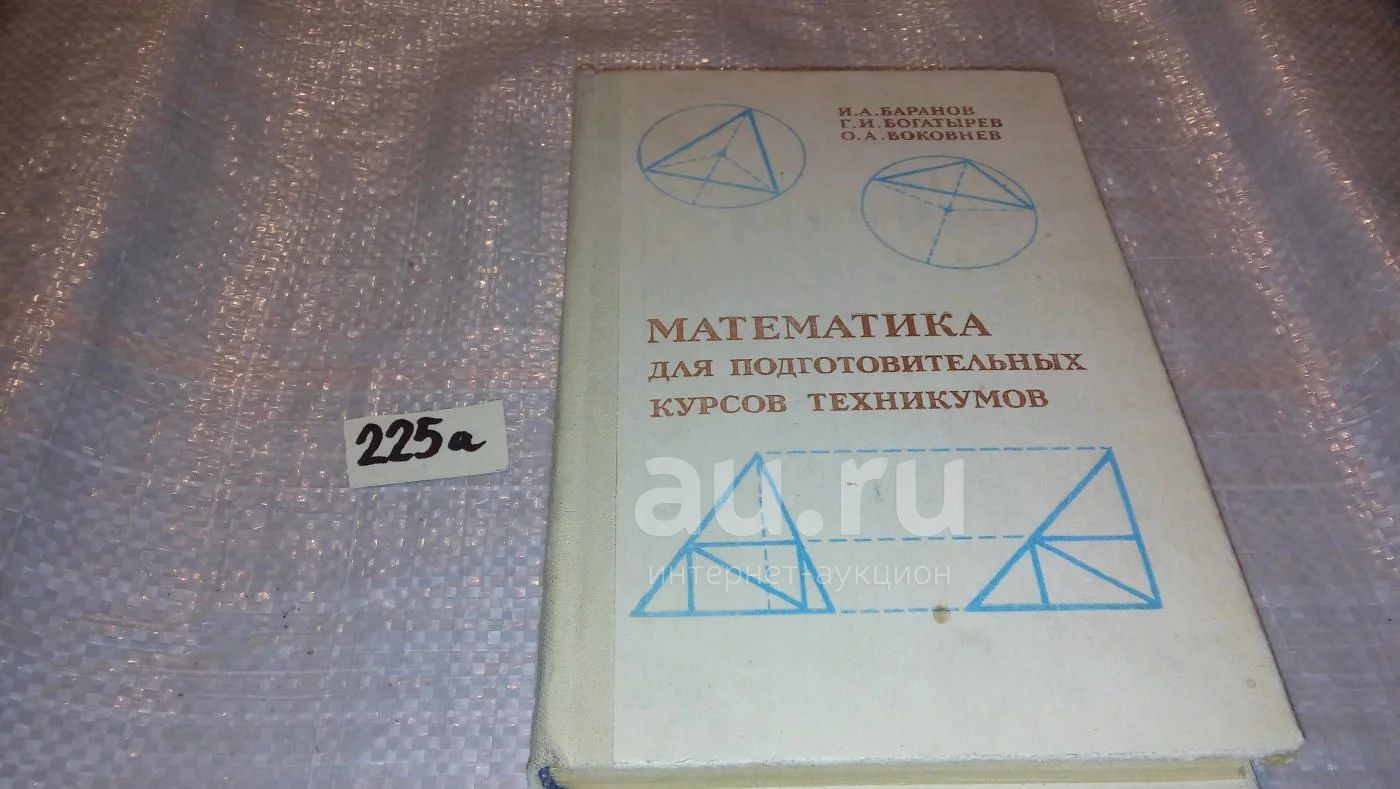 И.А.БАРАНОВ
Г.И.БОГАТЫРЕВ
О.А.БОКОВНЕВ
МАТЕМАТИКА
ДЛЯ ПОДГОТОВИТЕЛЬНЫХ
КУРСОВ ТЕХНИКУМОВ
225а
au.ru
интернет-аукцион